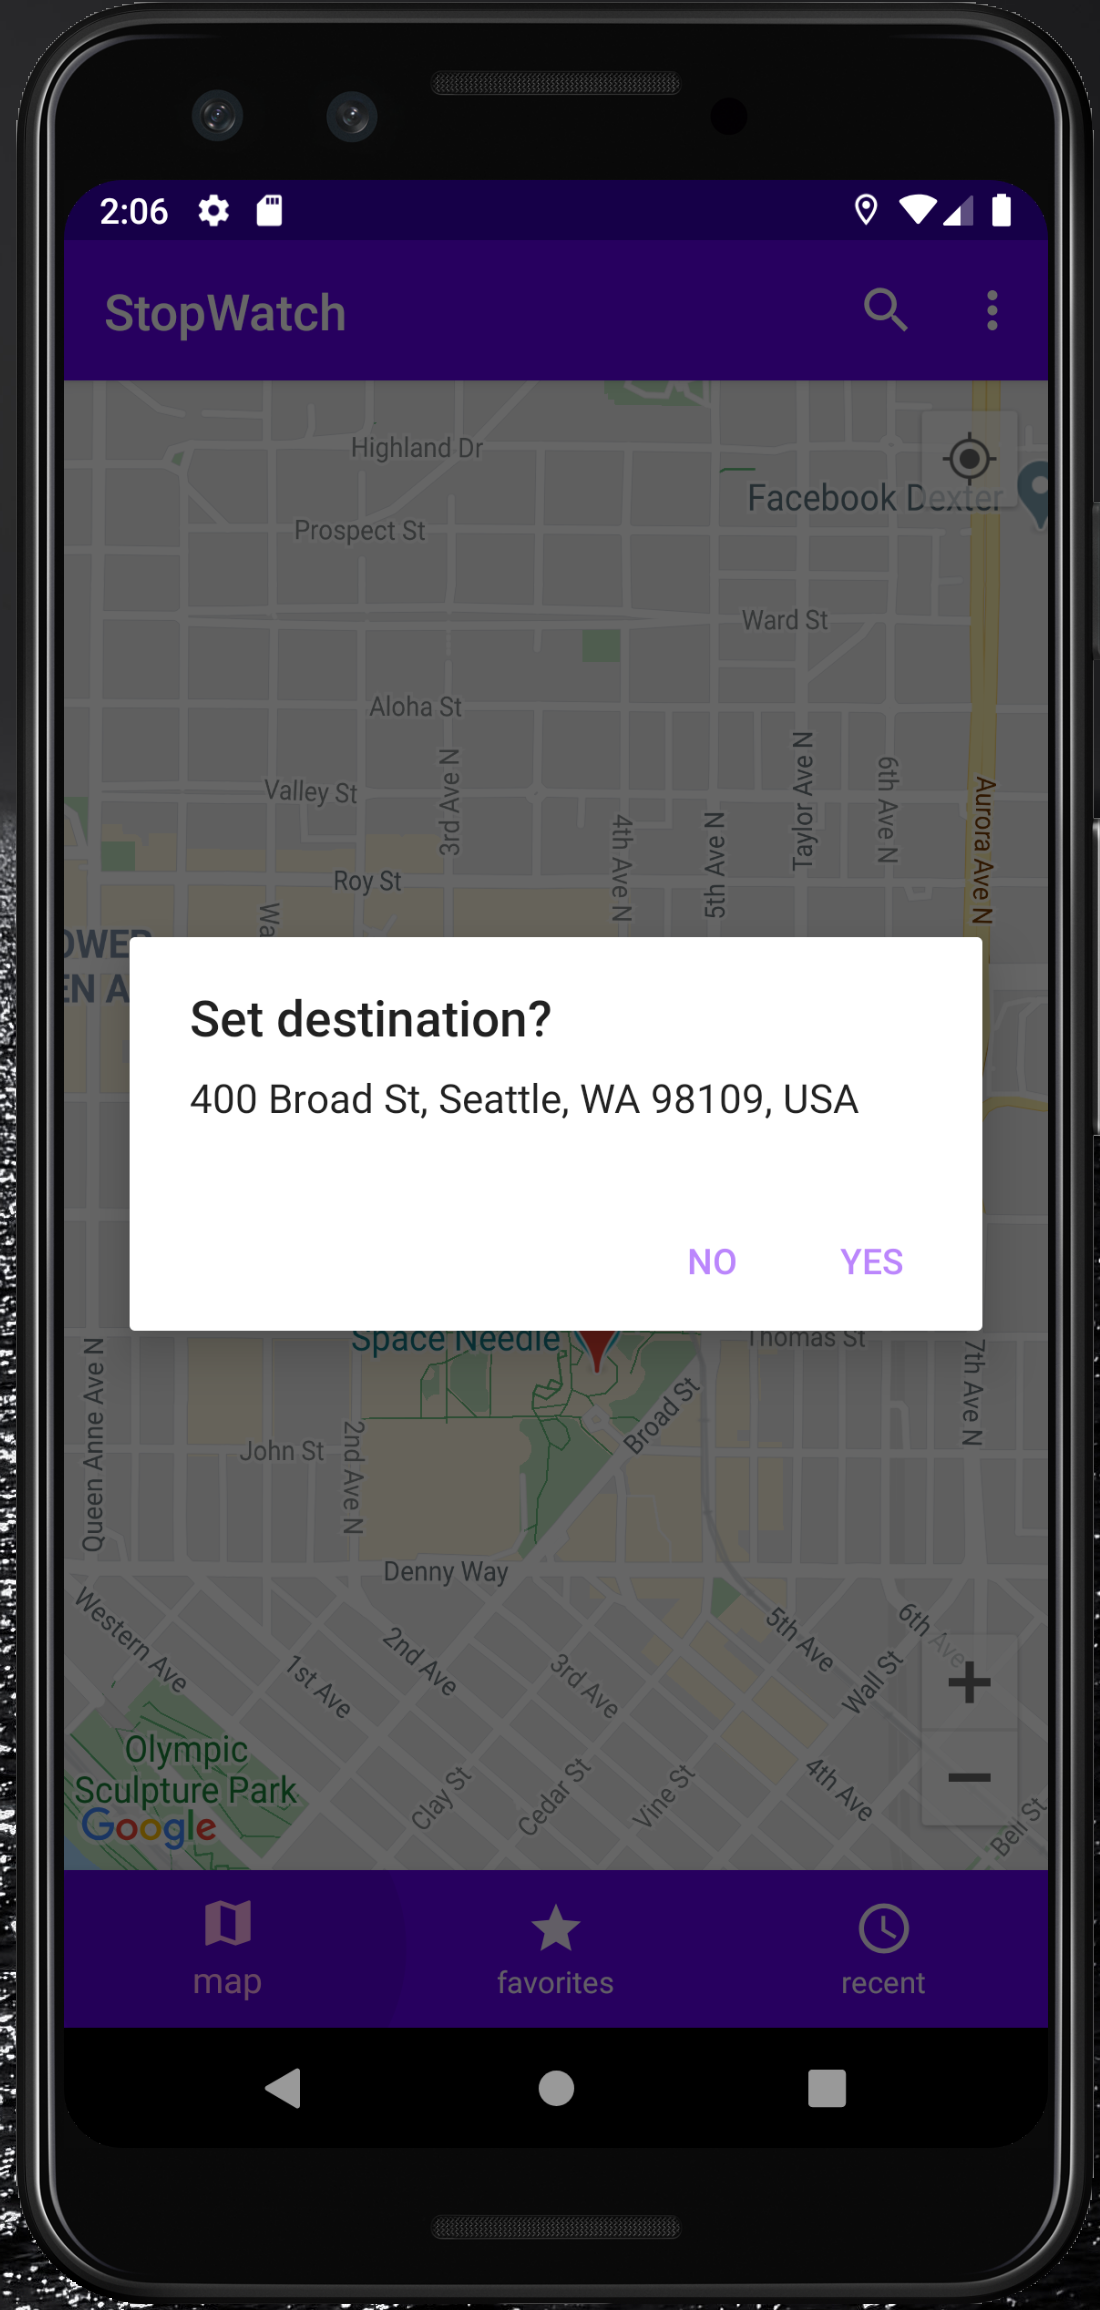 2:06
StopWatch
Highland Dr
Facebook Dexter
Prospect St
Ward St
Aloha St
Valley St
3rd Ave N
4th Ave N
5th Ave N
Taylor Ave N
6th Ave N
Aurora Ave N
Roy St
Wa
OWER
EN A
Set destination?
400 Broad St, Seattle, WA 98109, USA
NO YES
Space Needle
Thomas St
Queen Anne Ave N
John St
2nd Ave N
Broad St
7th Ave N
Denny Way
Western Ave
1st Ave
2nd Ave
3rd Ave
5th Ave
Wall St
6th Ave
Olympic
Sculpture Park
Google
Clay St
Cedar St
Vine St
4th Ave
Bell St
map favorites recent